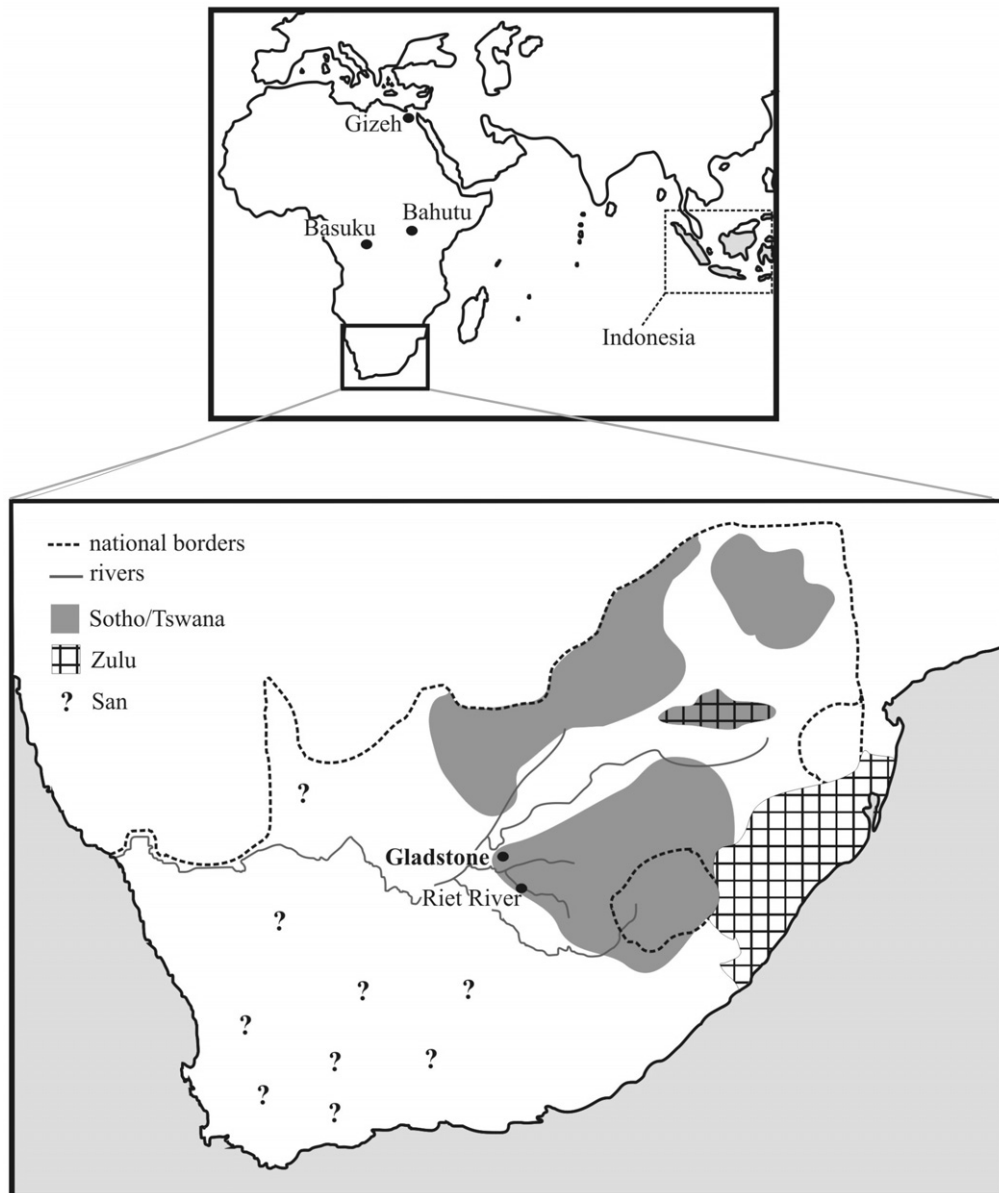 Gizeh
Bahutu
Basuku
Indonesia
national borders
rivers
Sotho/Tswana
Zulu
? San
?
Gladstone
Riet River
?
? ?
?
? ?
?
?